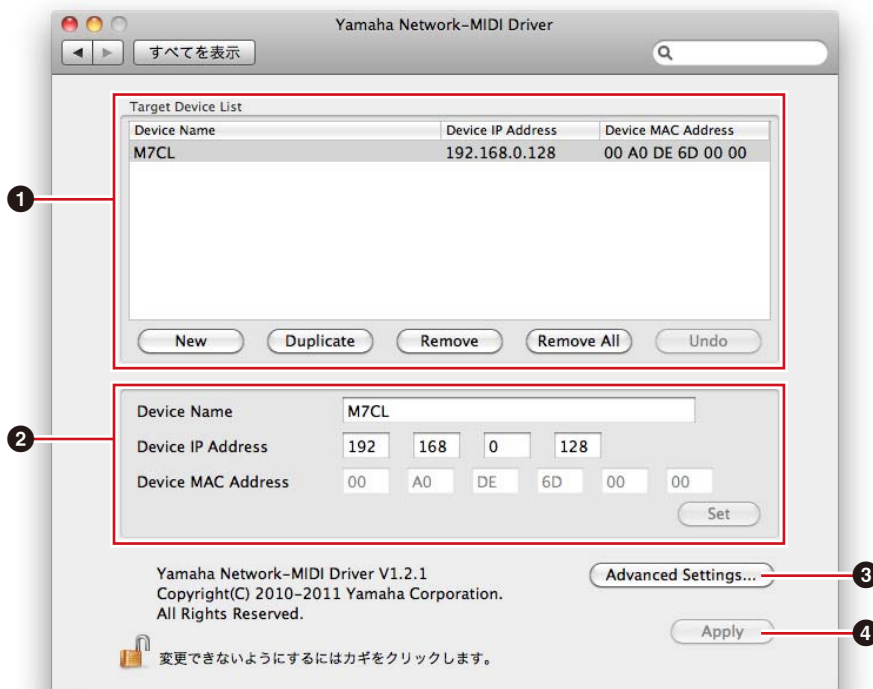 Yamaha Network-MIDI Driver
すべてを表示
Target Device List
Device Name Device IP Address Device MAC Address
M7CL 192.168.0.128 00 A0 DE 6D 00 00
1
New Duplicate Remove Remove All Undo
Device Name M7CL
2
Device IP Address 192 168 0 128
Device MAC Address 00 A0 DE 6D 00 00
Set
Yamaha Network-MIDI Driver V1.2.1
Copyright(C) 2010-2011 Yamaha Corporation.
All Rights Reserved.
Advanced Settings... 3
Apply 4
変更できないようにするにはカギをクリックします。